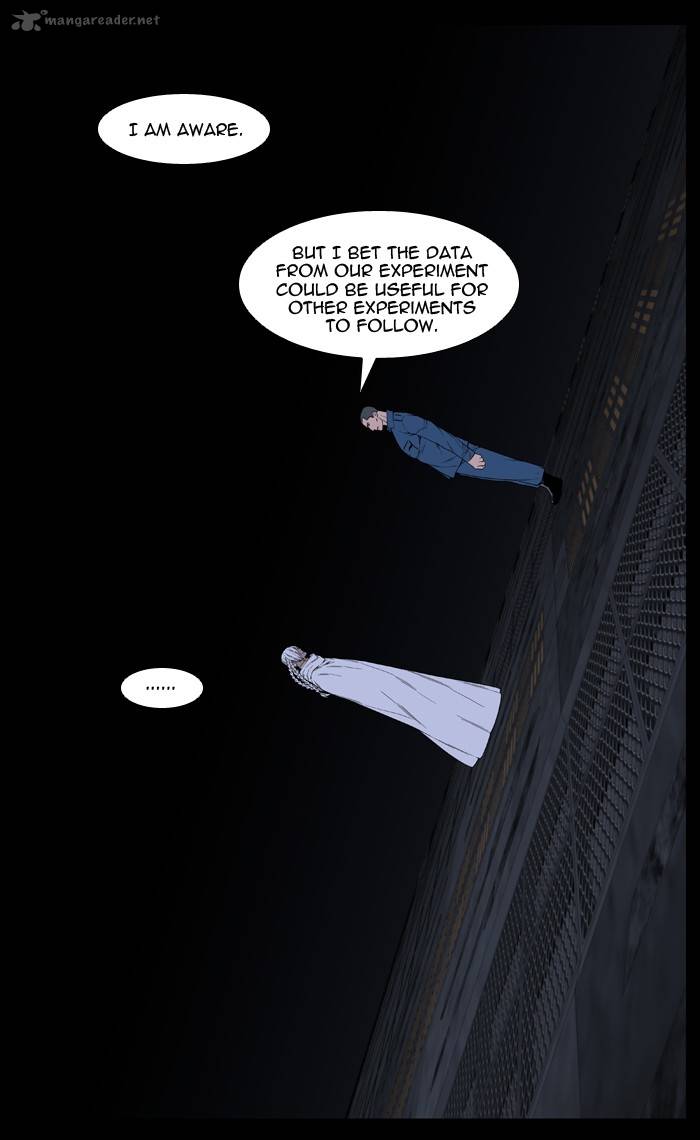 mangareader.net
I AM AWARE.
BUT I BET THE DATA
FROM OUR EXPERIMENT
COULD BE USEFUL FOR
OTHER EXPERIMENTS
TO FOLLOW.
......